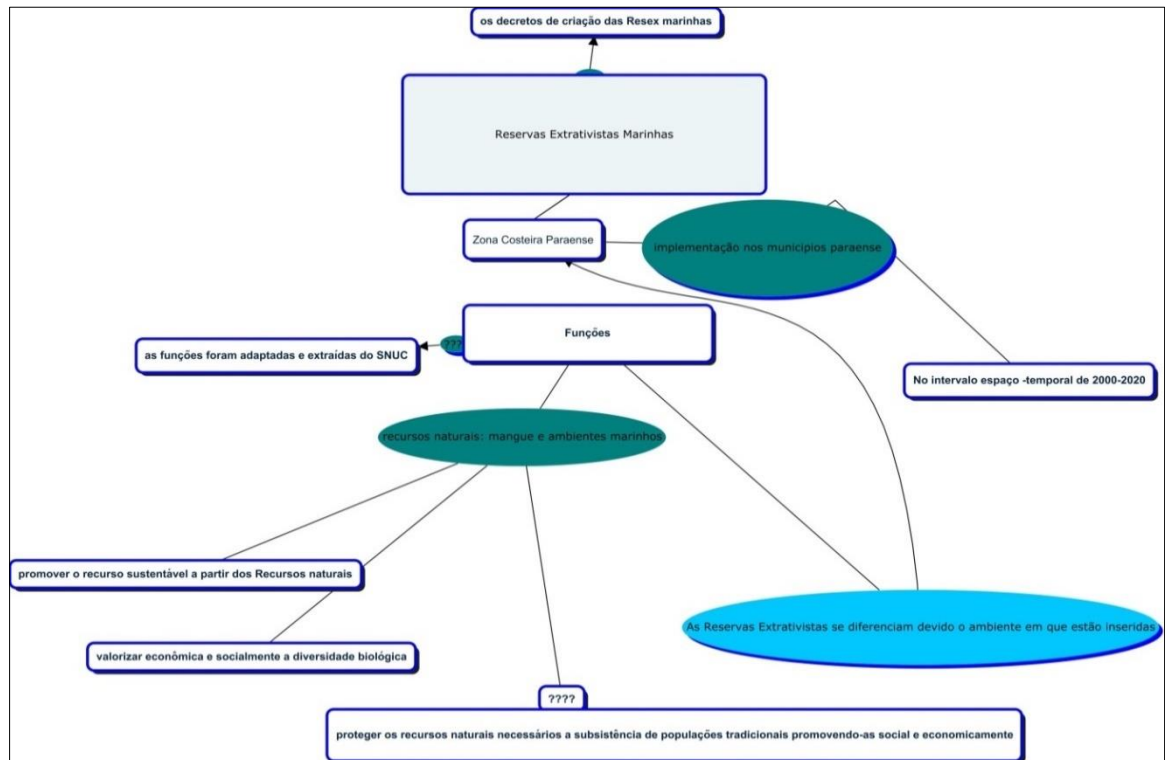 os decretos de criação das Resex marinhas
Reservas Extrativistas Marinhas
Zona Costeira Paraense
implementação nos municipios paraense
Funções
as funções foram adaptadas e extraídas do SNUC
???
No intervalo espaço -temporal de 2000-2020
recursos naturais: mangue e ambientes marinhos
promover o recurso sustentável a partir dos Recursos naturais
As Reservas Extrativistas se diferenciam devido o ambiente em que estão inseridas
valorizar econômica e socialmente a diversidade biológica
????
proteger os recursos naturais necessários a subsistência de populações tradicionais promovendo-as social e economicamente